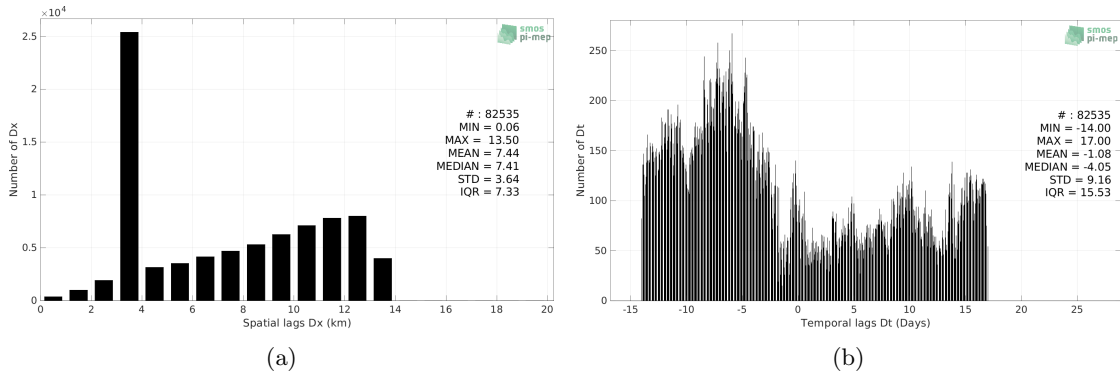 ×10⁴
2.5
2
1.5
1
0.5
0
0 2 4 6 8 10 12 14 16 18 20
Number of Dx
Spatial lags Dx (km)
smos
pi-mep
# : 82535
MIN = 0.06
MAX = 13.50
MEAN = 7.44
MEDIAN = 7.41
STD = 3.64
IQR = 7.33
(a)
250
200
150
100
50
0
-15 -10 -5 0 5 10 15 20 25
Number of Dt
Temporal lags Dt (Days)
smos
pi-mep
# : 82535
MIN = -14.00
MAX = 17.00
MEAN = -1.08
MEDIAN = -4.05
STD = 9.16
IQR = 15.53
(b)